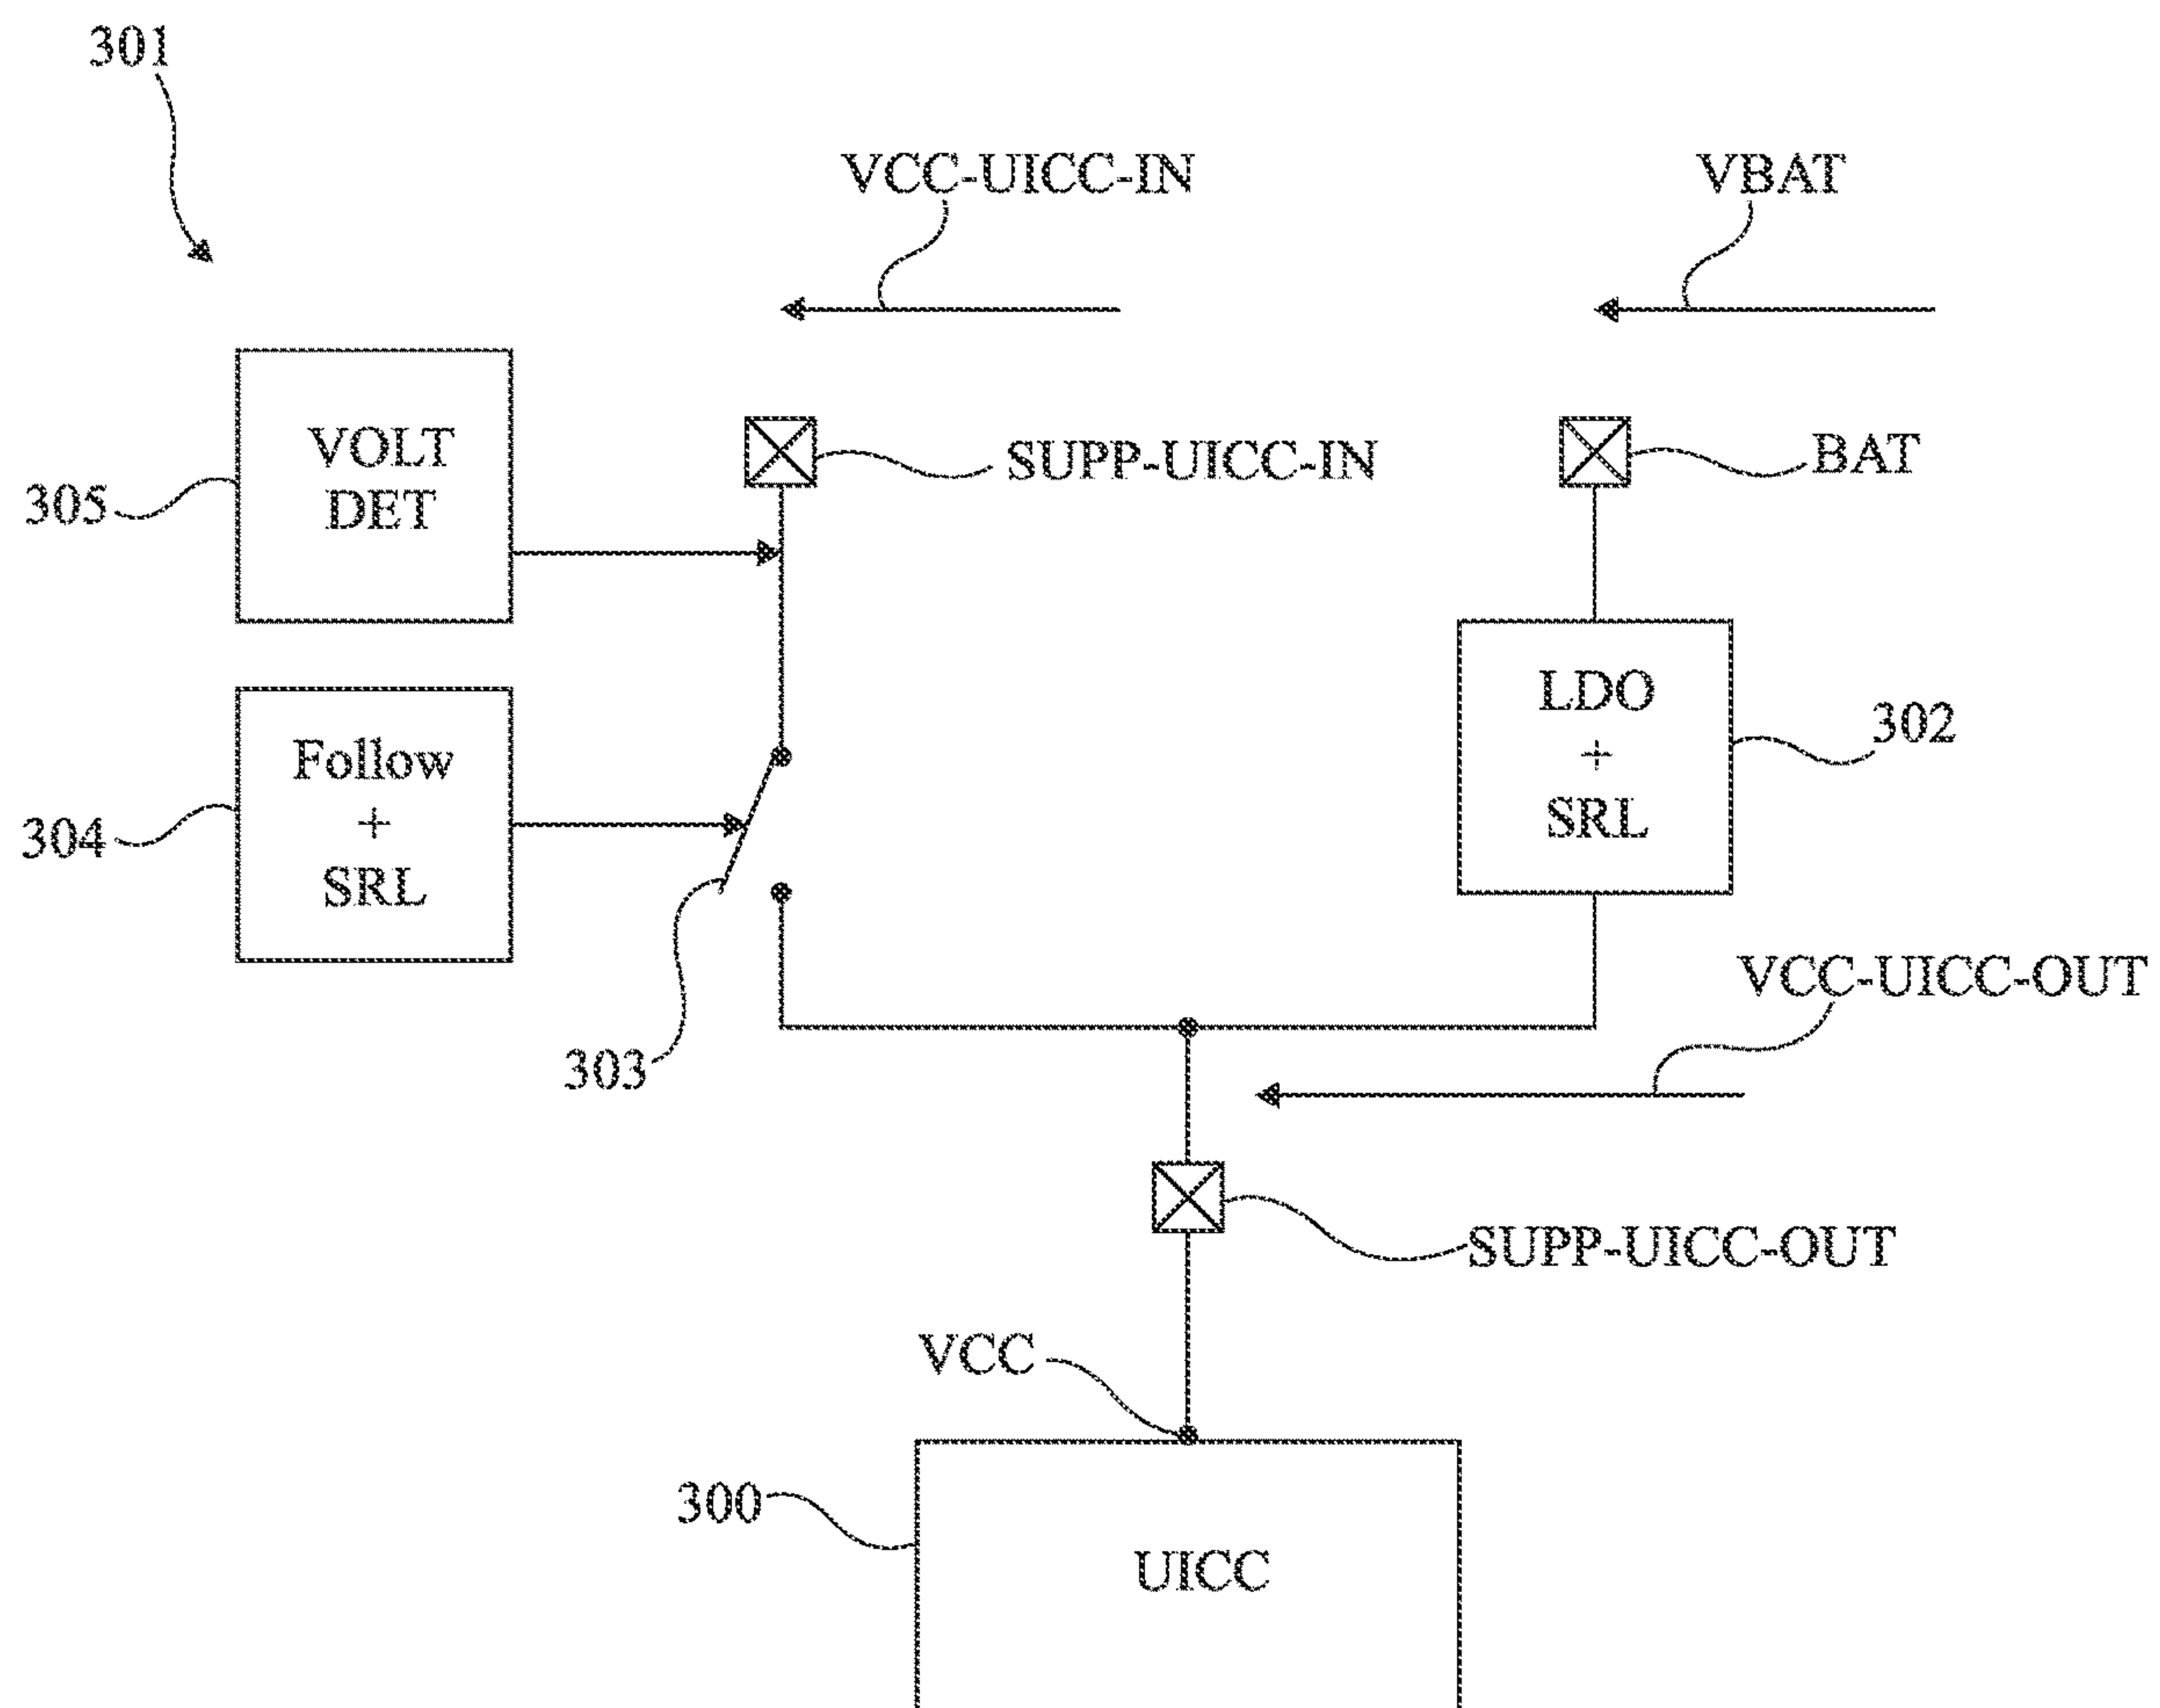 301
VCC-UICC-IN
VBAT
VOLT
DET
305
SUPP-UICC-IN
BAT
Follow
+
SRL
304
LDO
+
SRL
302
303
VCC-UICC-OUT
SUPP-UICC-OUT
VCC
300
UICC